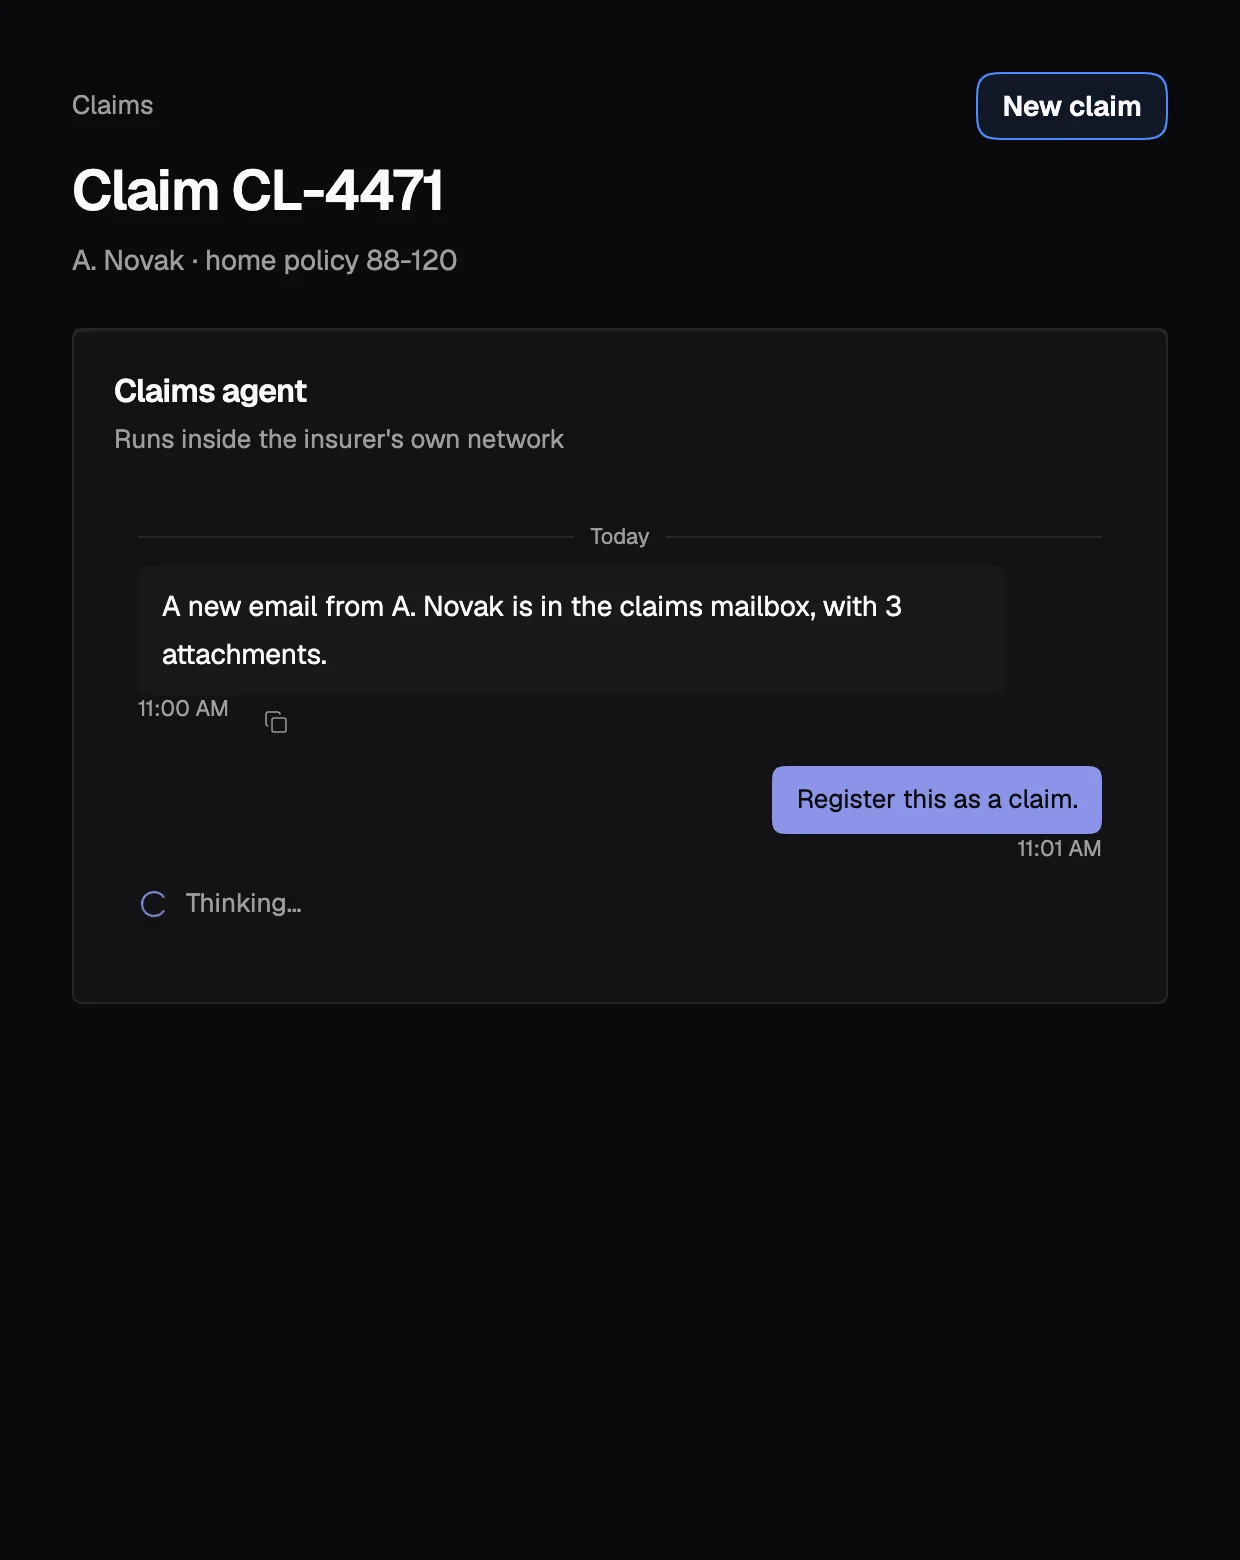 Claims
New claim
Claim CL-4471
A. Novak · home policy 88-120
Claims agent
Runs inside the insurer's own network
Today
A new email from A. Novak is in the claims mailbox, with 3
attachments.
11:00 AM
Register this as a claim.
11:01 AM
Thinking...